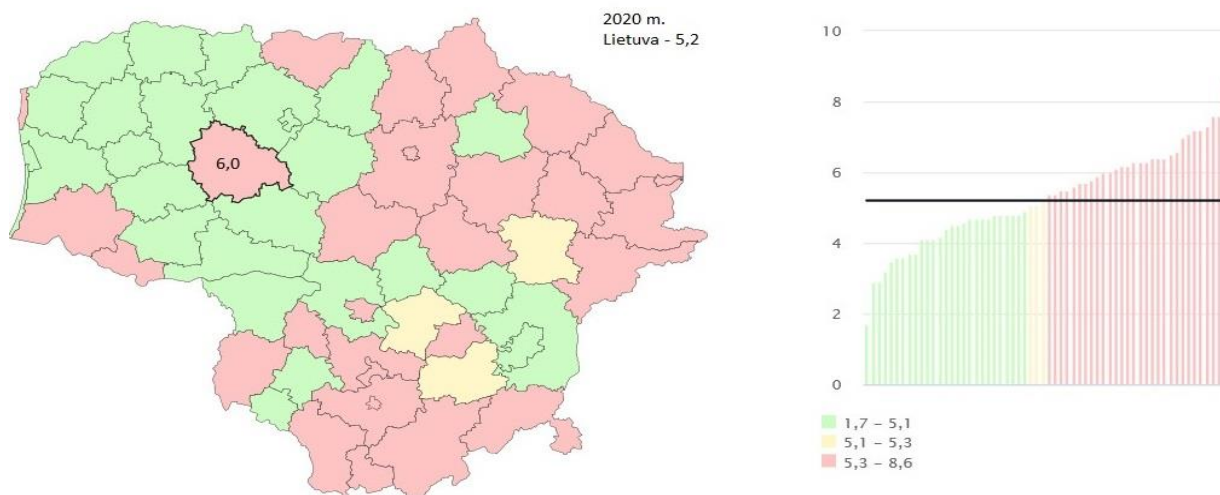 2020 m.
Lietuva - 5,2
6,0
10
8
6
4
2
0
1,7 – 5,1
5,1 – 5,3
5,3 – 8,6